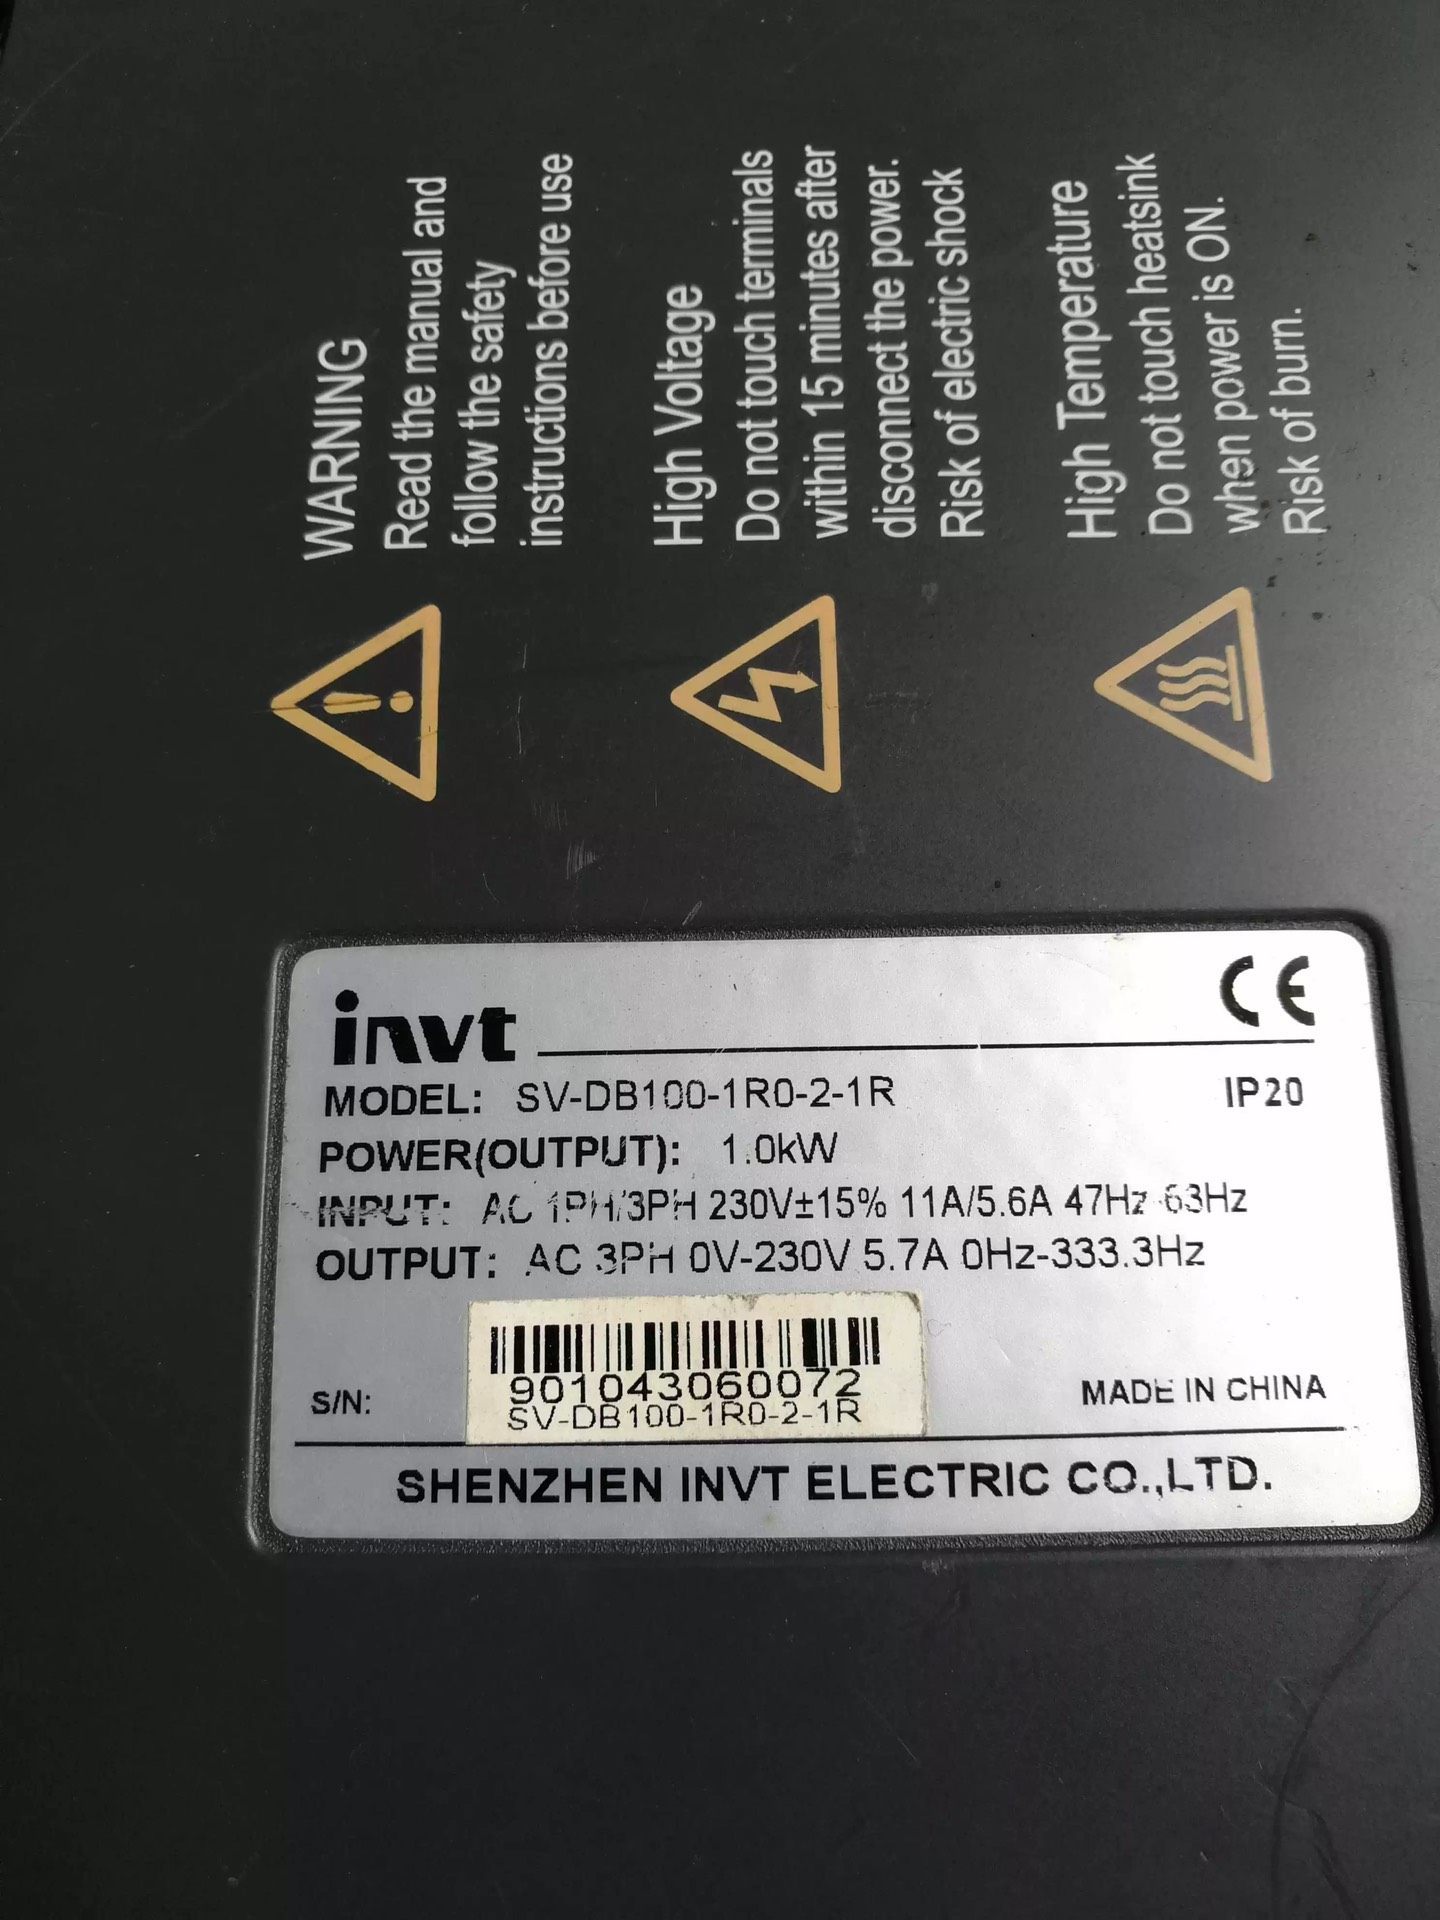 WARNING
Read the manual and
follow the safety
instructions before use
High Voltage
Do not touch terminals
within 15 minutes after
disconnect the power.
Risk of electric shock
High Temperature
Do not touch heatsink
when power is ON.
Risk of burn.
invt
CE
MODEL: SV-DB100-1R0-2-1R IP20
POWER(OUTPUT): 1.0kW
INPUT: AC 1PH/3PH 230V±15% 11A/5.6A 47Hz-63Hz
OUTPUT: AC 3PH 0V-230V 5.7A 0Hz-333.3Hz
901043060072
S/N: SV-DB100-1R0-2-1R MADE IN CHINA
SHENZHEN INVT ELECTRIC CO.,LTD.